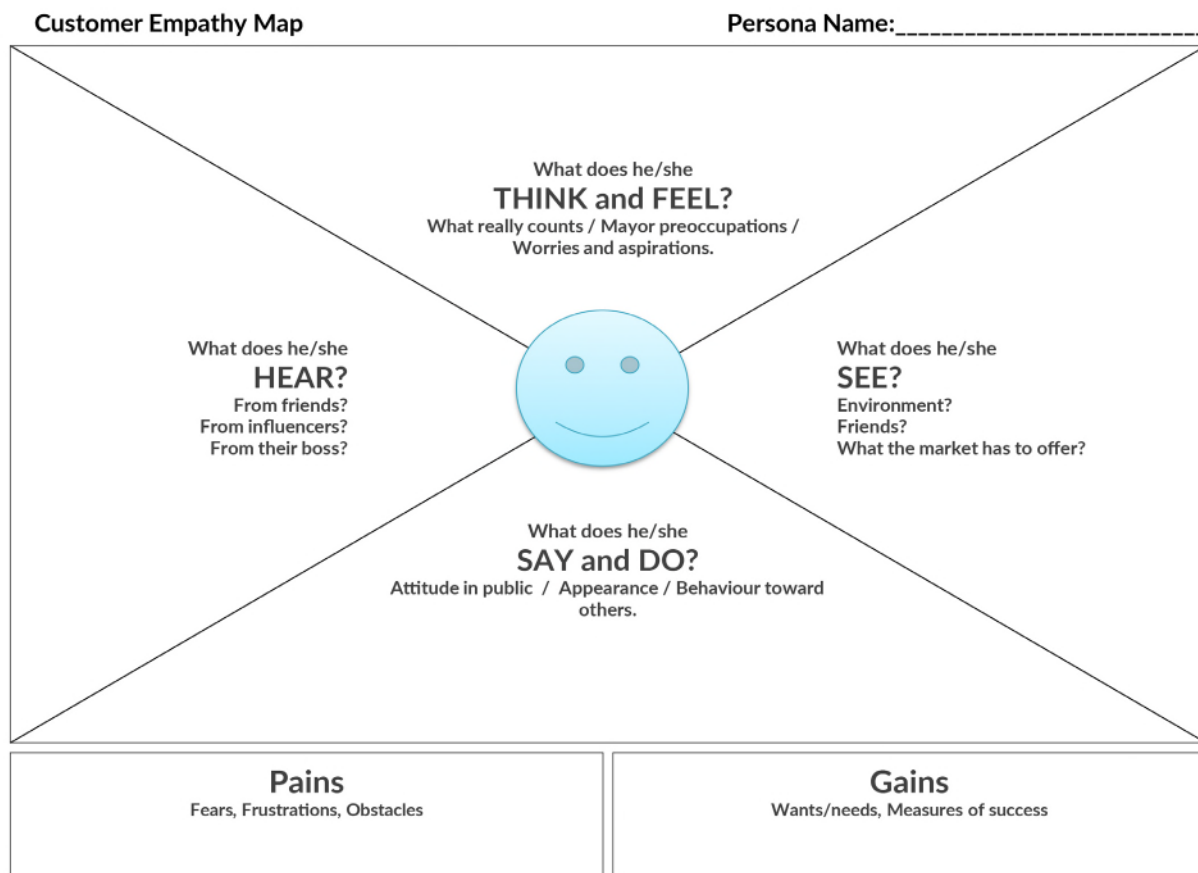 Customer Empathy Map
Persona Name:___________________________
What does he/she
THINK and FEEL?
What really counts / Mayor preoccupations /
Worries and aspirations.
What does he/she
HEAR?
From friends?
From influencers?
From their boss?
What does he/she
SEE?
Environment?
Friends?
What the market has to offer?
What does he/she
SAY and DO?
Attitude in public / Appearance / Behaviour toward
others.
Pains
Fears, Frustrations, Obstacles
Gains
Wants/needs, Measures of success